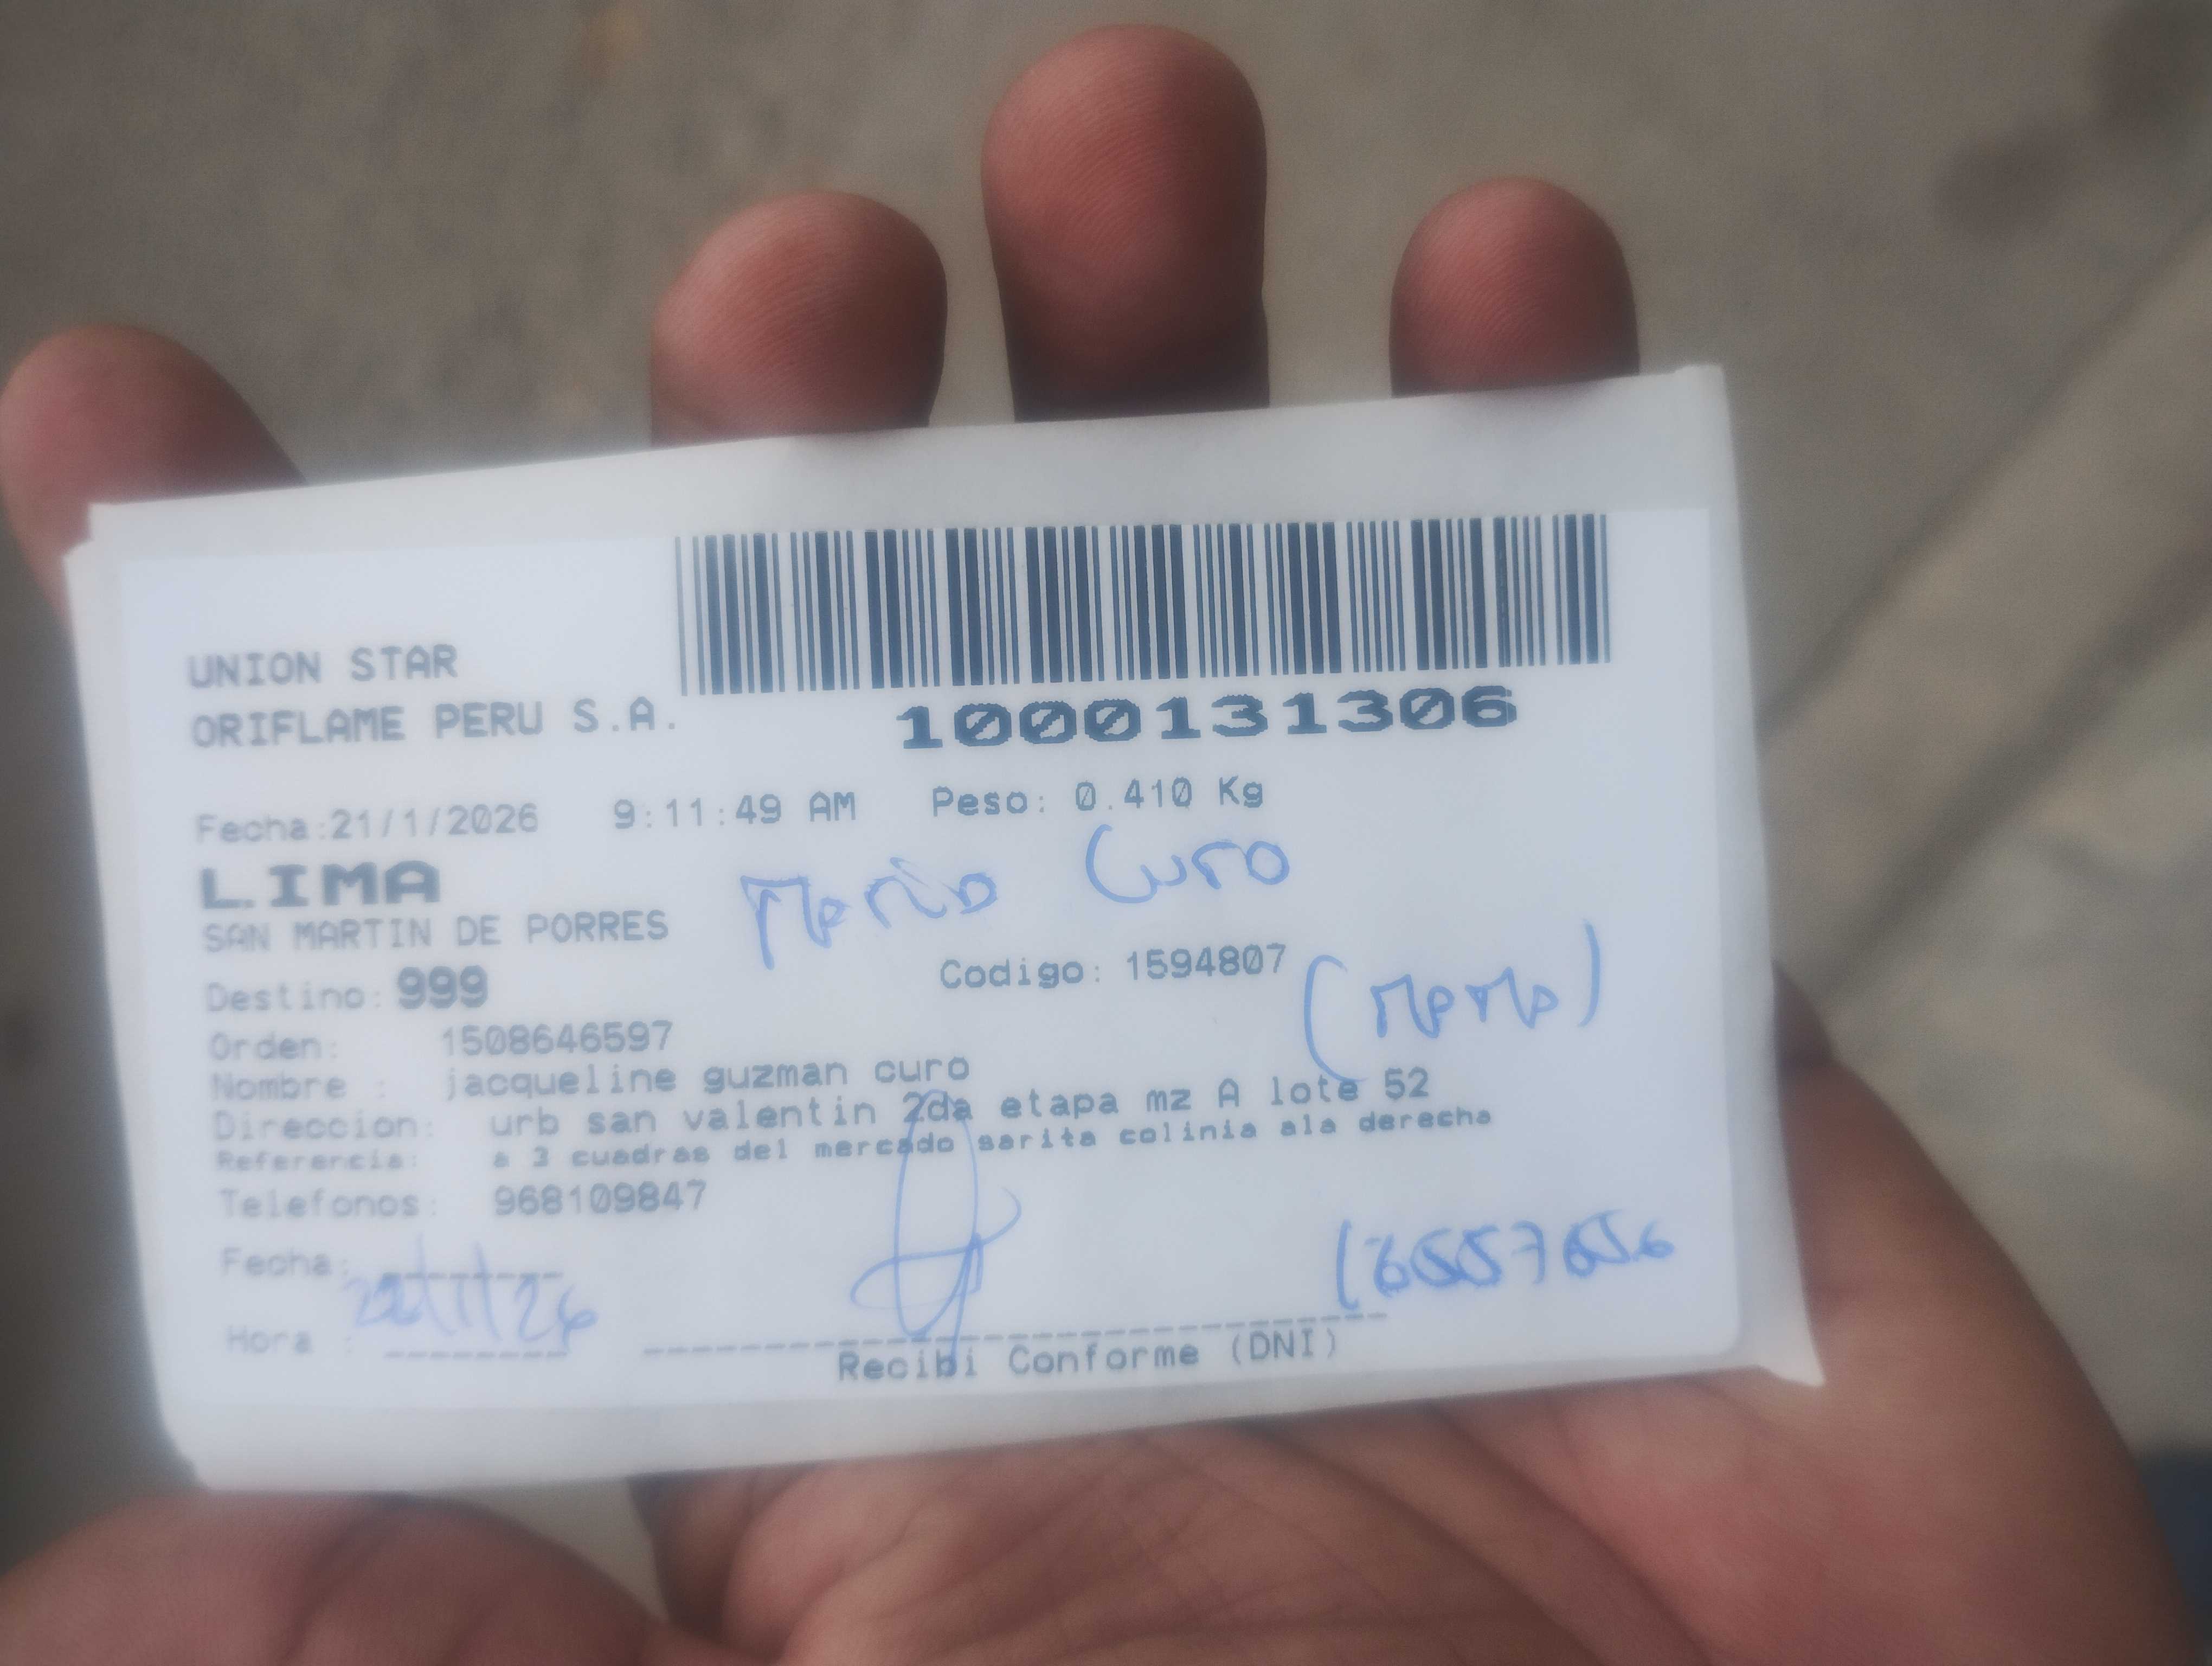 UNION STAR
ORIFLAME PERU S.A.
1000131306
Fecha:21/1/2026 9:11:49 AM Peso: 0.410 Kg
LIMA
Maria Curo
SAN MARTIN DE PORRES
Destino: 999 Codigo: 1594807
(mama)
Orden: 1508646597
Nombre : jacqueline guzman curo
Direccion: urb san valentin 2da etapa mz A lote 52
Referencia: a 3 cuadras del mercado sarita colinia ala derecha
Telefonos: 968109847
Fecha:
Hora :
Recibi Conforme (DNI)